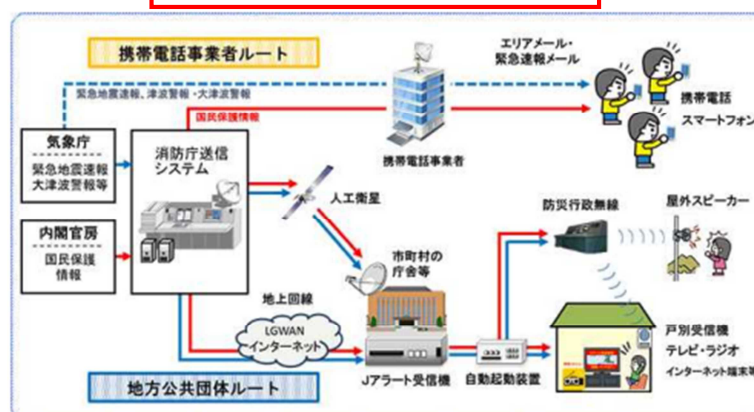 携帯電話事業者ルート
エリアメール・
緊急速報メール
緊急地震速報、津波警報・大津波警報
国民保護情報
携帯電話
スマートフォン
携帯電話事業者
気象庁
緊急地震速報
大津波警報等
消防庁送信
システム
人工衛星
内閣官房
国民保護
情報
防災行政無線
屋外スピーカー
市町村の
庁舎等
地上回線
LGWAN
インターネット
Jアラート受信機
自動起動装置
戸別受信機
テレビ・ラジオ
インターネット端末等
地方公共団体ルート